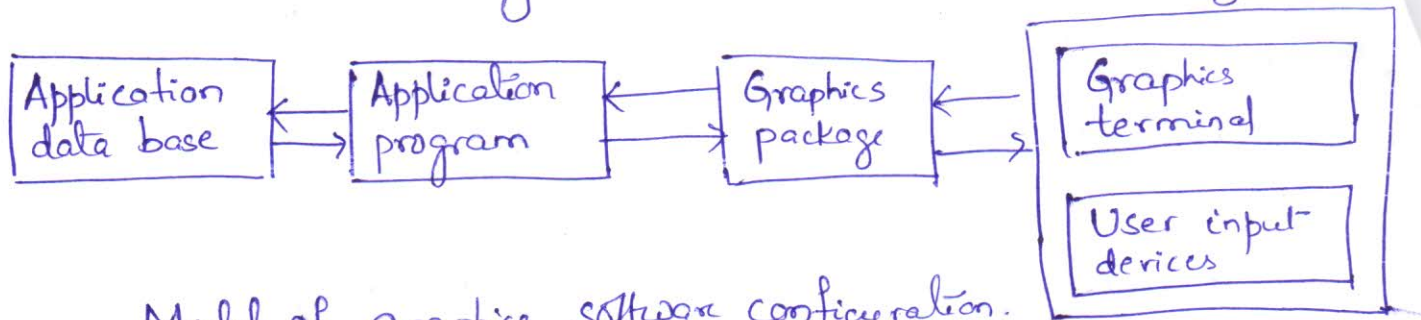 Application
data base
Application
program
Graphics
package
Graphics
terminal
User input
devices
Model of graphics software configuration.